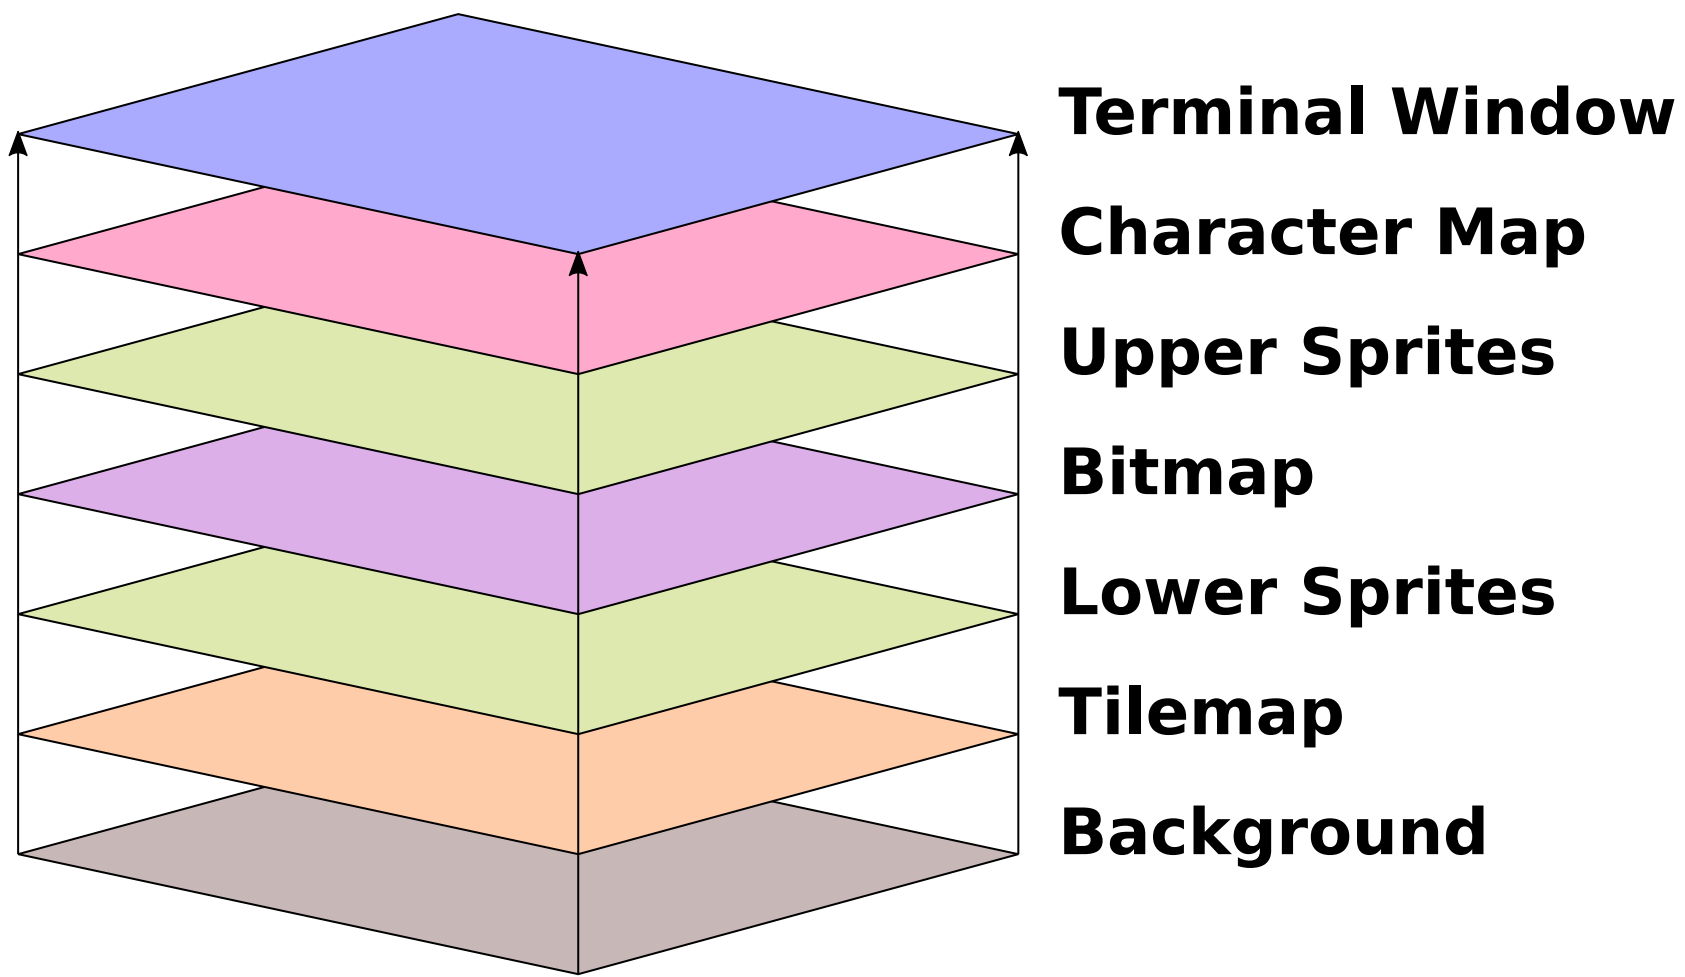 Terminal Window
Character Map
Upper Sprites
Bitmap
Lower Sprites
Tilemap
Background